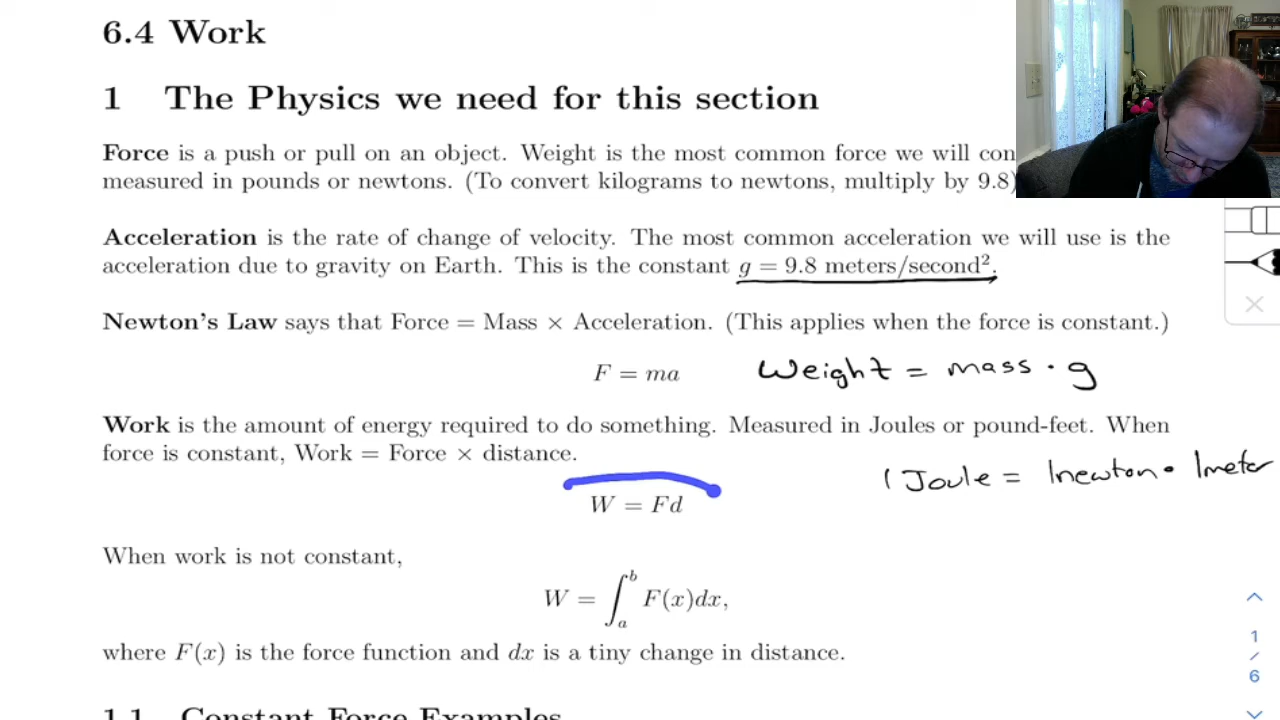 6.4 Work
1 The Physics we need for this section
Force is a push or pull on an object. Weight is the most common force we will con
measured in pounds or newtons. (To convert kilograms to newtons, multiply by 9.8)
Acceleration is the rate of change of velocity. The most common acceleration we will use is the
acceleration due to gravity on Earth. This is the constant g = 9.8 meters/second².
Newton's Law says that Force = Mass × Acceleration. (This applies when the force is constant.)
F = ma
Weight = mass · g
Work is the amount of energy required to do something. Measured in Joules or pound-feet. When
force is constant, Work = Force × distance.
1 Joule = 1newton · 1meter
W = Fd
When work is not constant,
W = ∫_a^b F(x)dx,
where F(x) is the force function and dx is a tiny change in distance.
1.1 Constant Force Examples
1
/
6